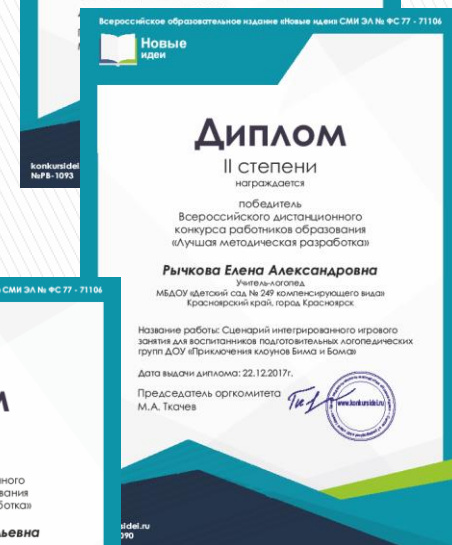 konkursidei
№РВ-1093
Всероссийское образовательное издание «Новые идеи» СМИ ЭЛ № ФС 77 - 71106
Новые
идеи
Диплом
II степени
награждается
победитель
Всероссийского дистанционного
конкурса работников образования
«Лучшая методическая разработка»
Рычкова Елена Александровна
Учитель-логопед
МБДОУ «Детский сад № 249 компенсирующего вида»
Красноярский край, город Красноярск
Название работы: Сценарий интегрированного игрового
занятия для воспитанников подготовительных логопедических
групп ДОУ «Приключения клоунов Бима и Бома»
Дата выдачи диплома: 22.12.2017г.
Председатель оргкомитета
М.А. Ткачев
www.konkursidei.ru
idei.ru
090
СМИ ЭЛ № ФС 77 - 71106